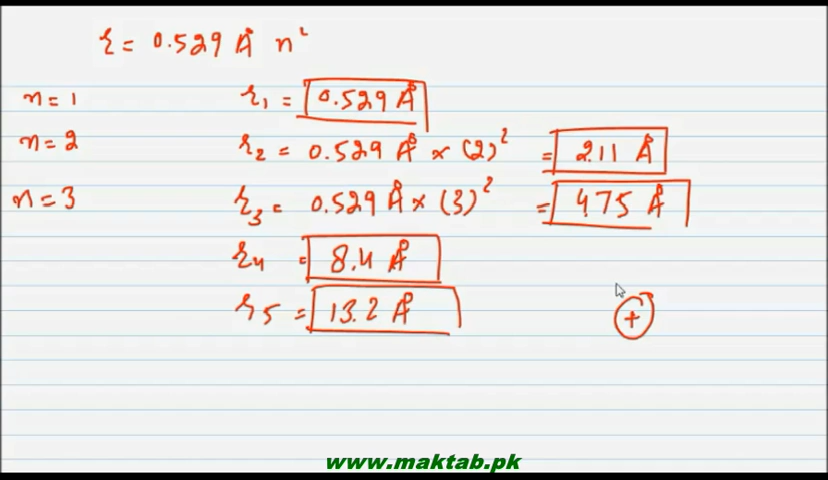 r = 0.529 Å n²
n = 1 r₁ = 0.529 Å
n = 2 r₂ = 0.529 Å × (2)² = 2.11 Å
n = 3 r₃ = 0.529 Å × (3)² = 4.75 Å
r₄ = 8.4 Å
r₅ = 13.2 Å
+
www.maktab.pk